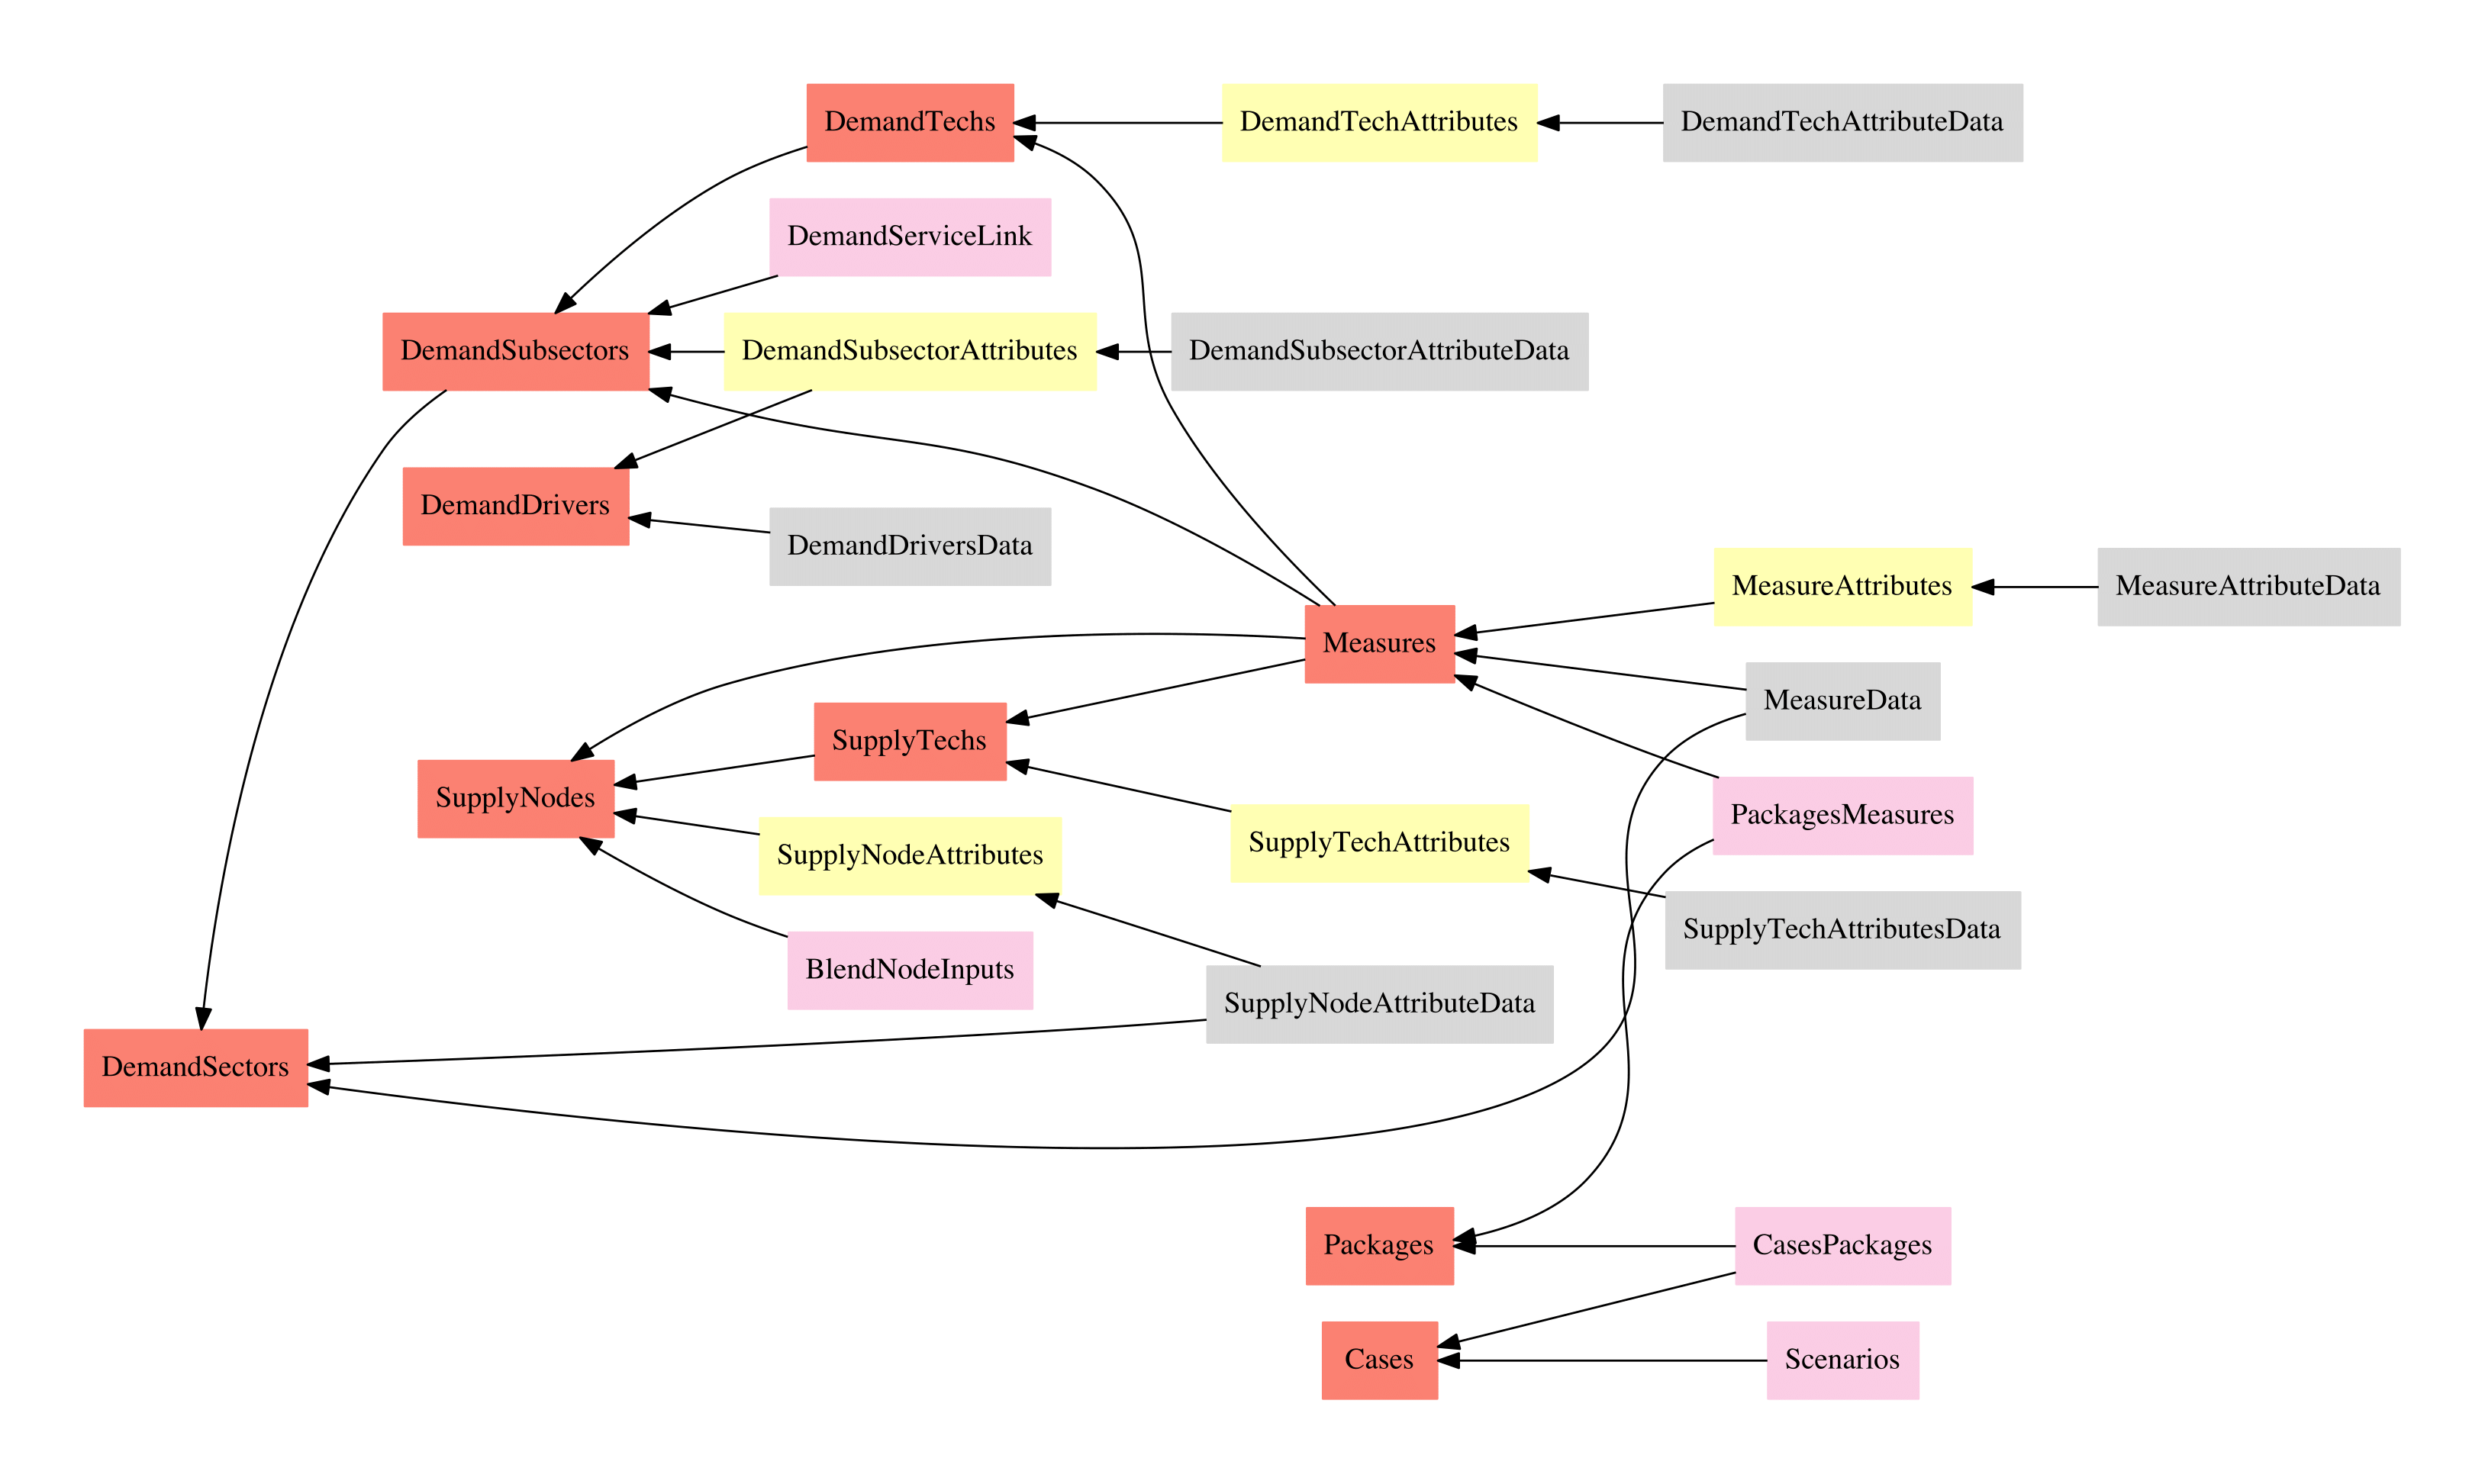 DemandTechs
DemandTechAttributes
DemandTechAttributeData
DemandServiceLink
DemandSubsectors
DemandSubsectorAttributes
DemandSubsectorAttributeData
DemandDrivers
DemandDriversData
MeasureAttributes
MeasureAttributeData
Measures
MeasureData
SupplyTechs
SupplyNodes
PackagesMeasures
SupplyTechAttributes
SupplyNodeAttributes
SupplyTechAttributesData
BlendNodeInputs
SupplyNodeAttributeData
DemandSectors
Packages
CasesPackages
Cases
Scenarios